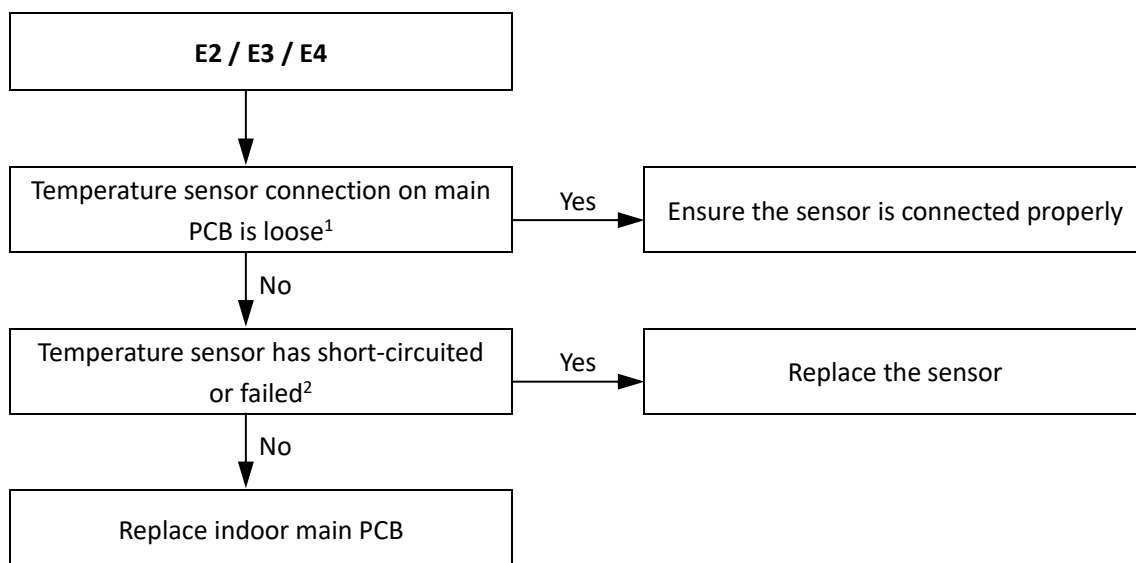 E2 / E3 / E4
Temperature sensor connection on main
PCB is loose¹
Yes
Ensure the sensor is connected properly
No
Temperature sensor has short-circuited
or failed²
Yes
Replace the sensor
No
Replace indoor main PCB